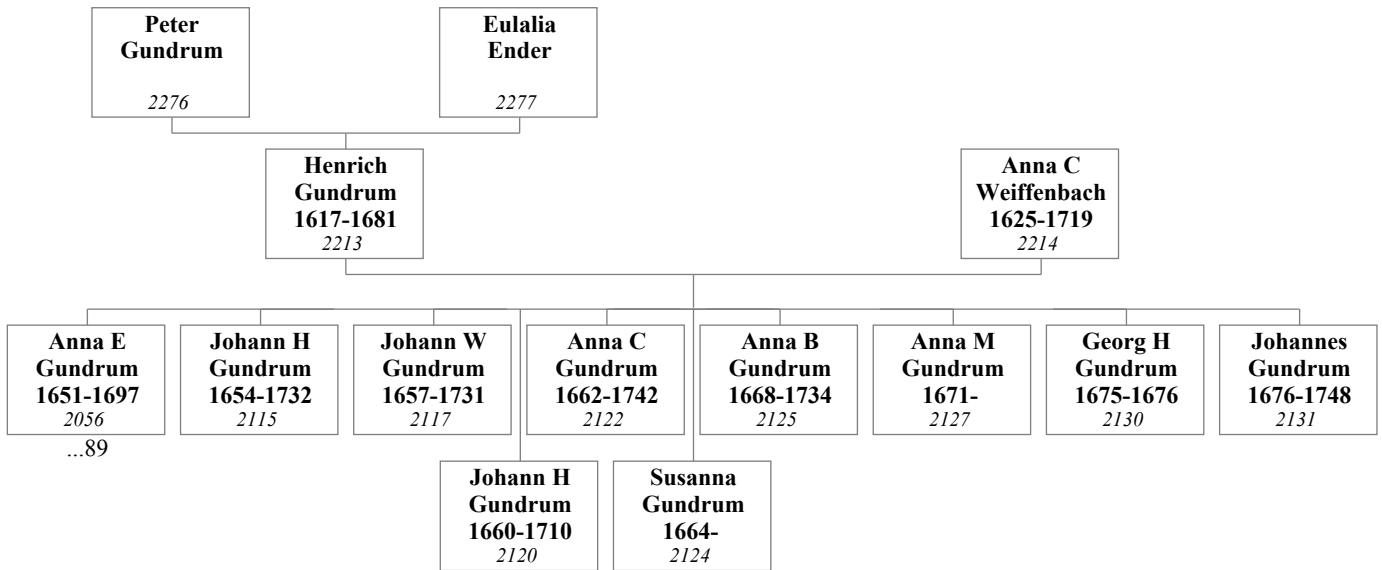 Peter
Gundrum
2276
Eulalia
Ender
2277
Henrich
Gundrum
1617-1681
2213
Anna C
Weiffenbach
1625-1719
2214
Anna E
Gundrum
1651-1697
2056
...89
Johann H
Gundrum
1654-1732
2115
Johann W
Gundrum
1657-1731
2117
Anna C
Gundrum
1662-1742
2122
Anna B
Gundrum
1668-1734
2125
Anna M
Gundrum
1671-
2127
Georg H
Gundrum
1675-1676
2130
Johannes
Gundrum
1676-1748
2131
Johann H
Gundrum
1660-1710
2120
Susanna
Gundrum
1664-
2124